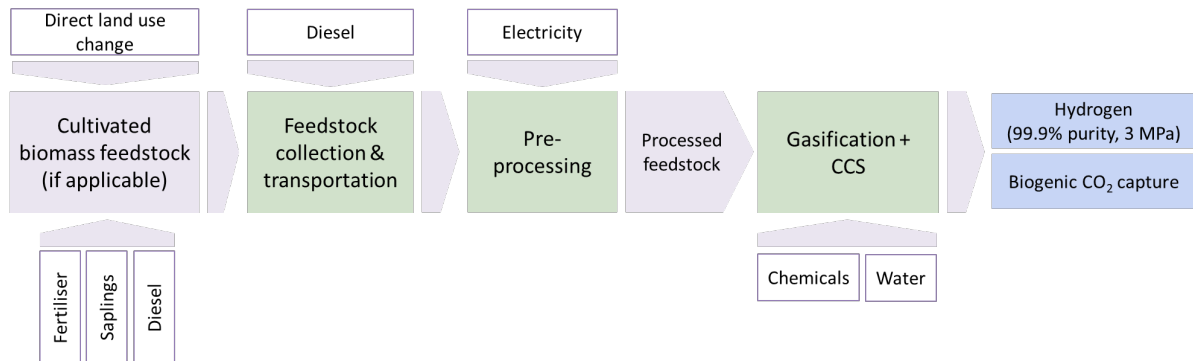 Direct land use
change
Diesel
Electricity
Cultivated
biomass feedstock
(if applicable)
Feedstock
collection &
transportation
Pre-
processing
Processed
feedstock
Gasification +
CCS
Hydrogen
(99.9% purity, 3 MPa)
Biogenic CO₂ capture
Fertiliser
Saplings
Diesel
Chemicals
Water